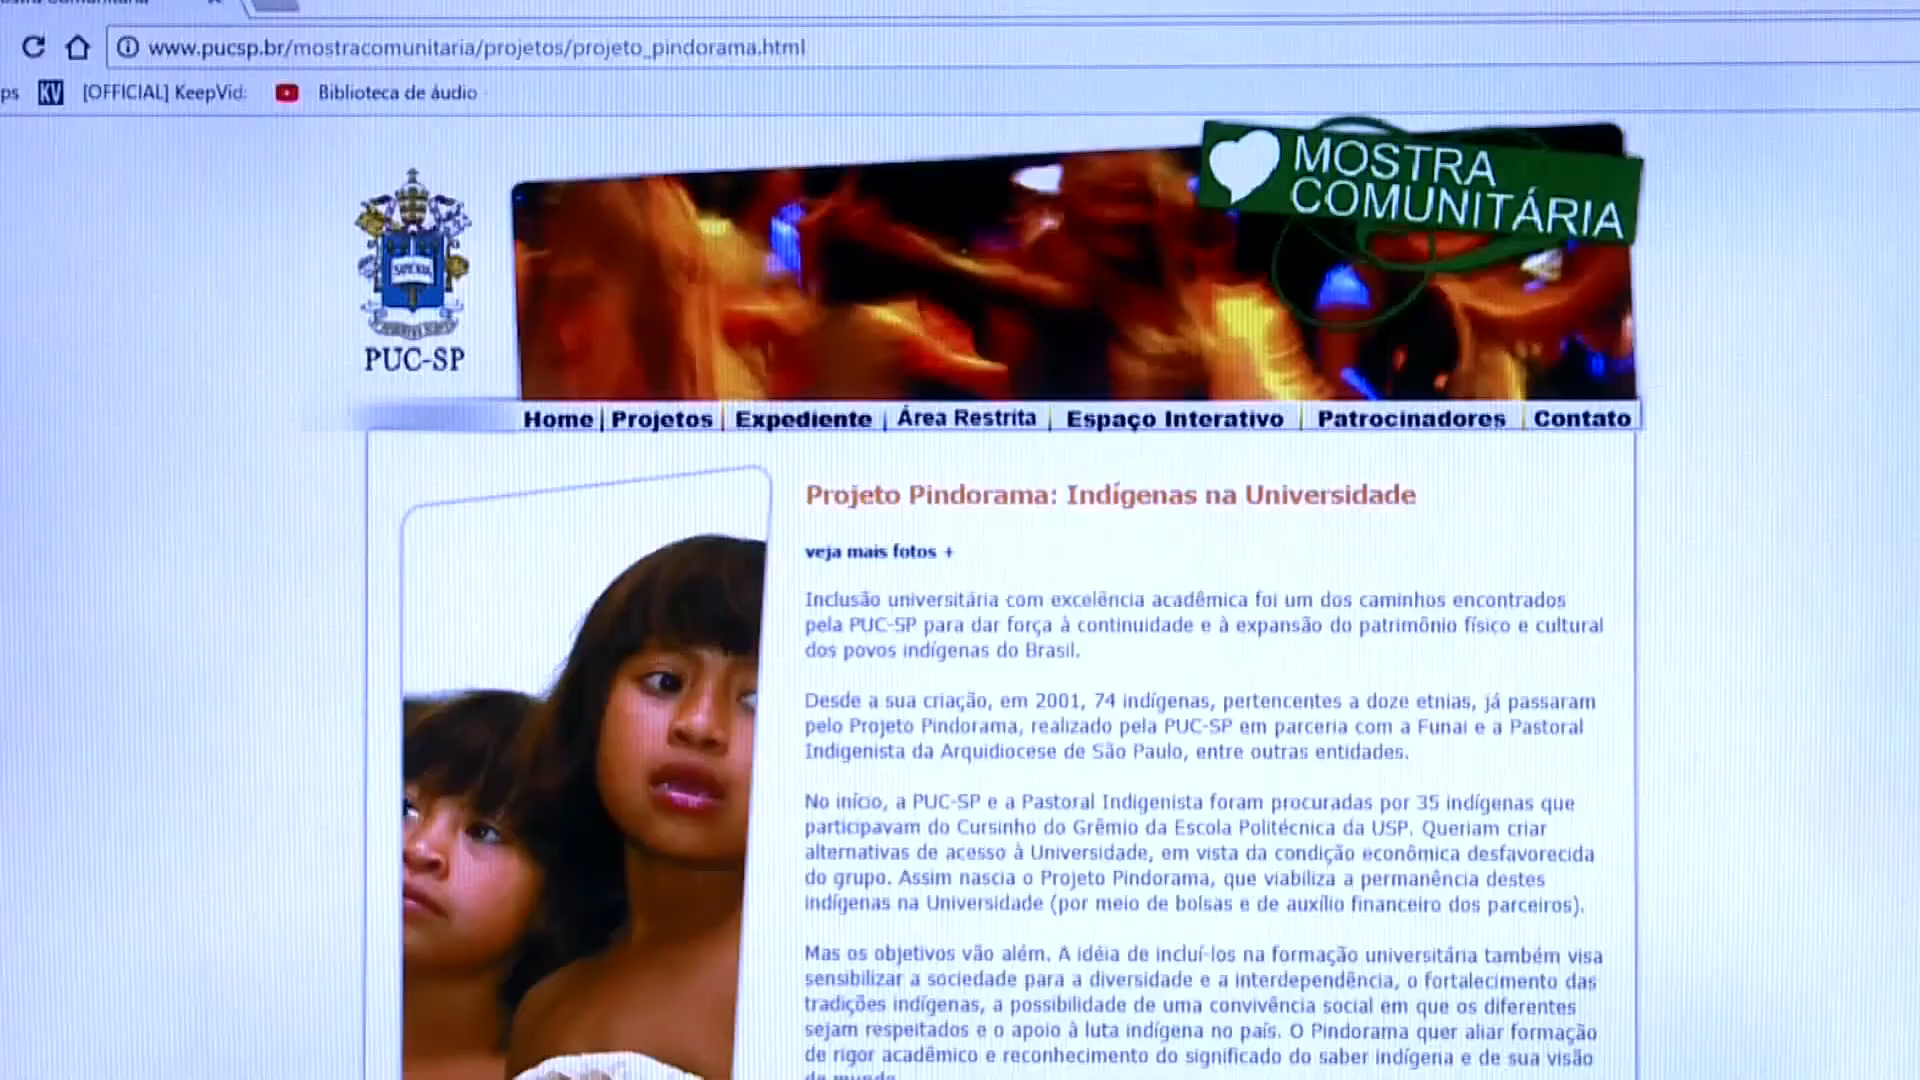 www.pucsp.br/mostracomunitaria/projetos/projeto_pindorama.html
ps KV [OFFICIAL] KeepVid: Biblioteca de áudio
MOSTRA
COMUNITÁRIA
PUC-SP
Home | Projetos | Expediente | Área Restrita | Espaço Interativo | Patrocinadores | Contato
Projeto Pindorama: Indígenas na Universidade
veja mais fotos +
Inclusão universitária com excelência acadêmica foi um dos caminhos encontrados
pela PUC-SP para dar força à continuidade e à expansão do patrimônio físico e cultural
dos povos indígenas do Brasil.
Desde a sua criação, em 2001, 74 indígenas, pertencentes a doze etnias, já passaram
pelo Projeto Pindorama, realizado pela PUC-SP em parceria com a Funai e a Pastoral
Indigenista da Arquidiocese de São Paulo, entre outras entidades.
No início, a PUC-SP e a Pastoral Indigenista foram procuradas por 35 indígenas que
participavam do Cursinho do Grêmio da Escola Politécnica da USP. Queriam criar
alternativas de acesso à Universidade, em vista da condição econômica desfavorecida
do grupo. Assim nascia o Projeto Pindorama, que viabiliza a permanência destes
indígenas na Universidade (por meio de bolsas e de auxílio financeiro dos parceiros).
Mas os objetivos vão além. A idéia de incluí-los na formação universitária também visa
sensibilizar a sociedade para a diversidade e a interdependência, o fortalecimento das
tradições indígenas, a possibilidade de uma convivência social em que os diferentes
sejam respeitados e o apoio à luta indígena no país. O Pindorama quer aliar formação
de rigor acadêmico e reconhecimento do significado do saber indígena e de sua visão